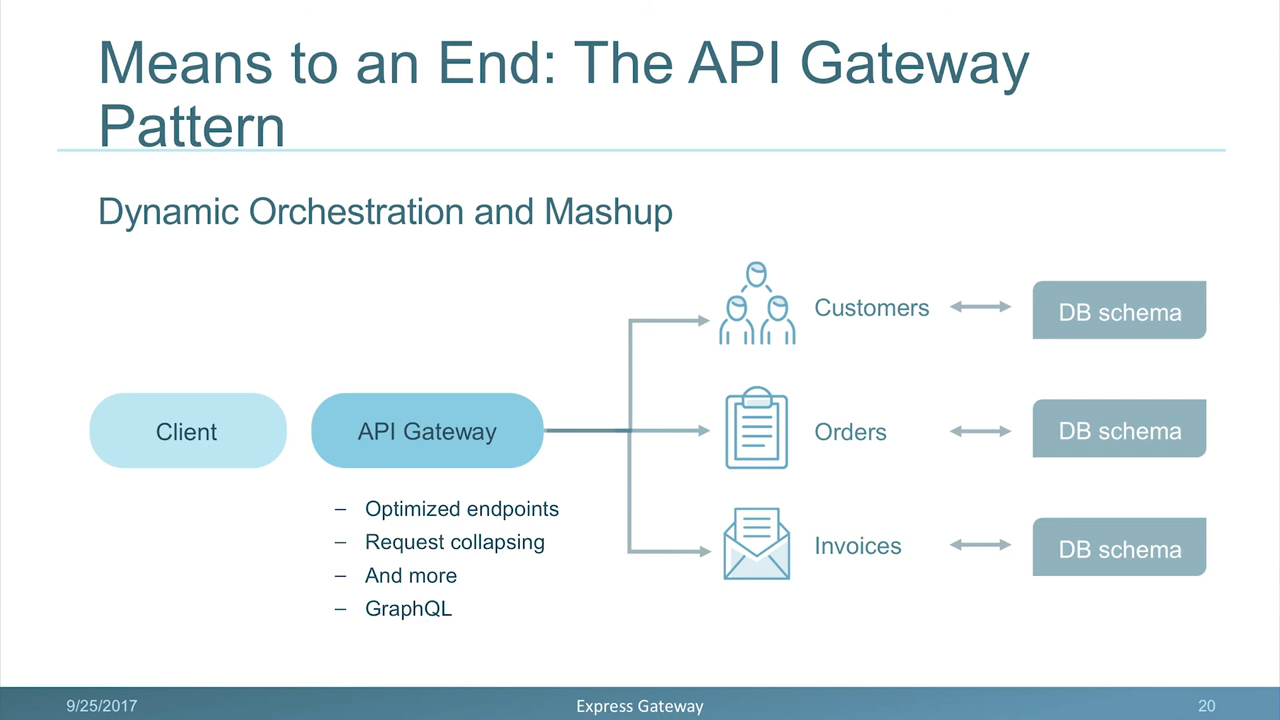 Means to an End: The API Gateway
Pattern
Dynamic Orchestration and Mashup
Customers
DB schema
Client
API Gateway
Orders
DB schema
– Optimized endpoints
– Request collapsing
– And more
– GraphQL
Invoices
DB schema
9/25/2017
Express Gateway
20